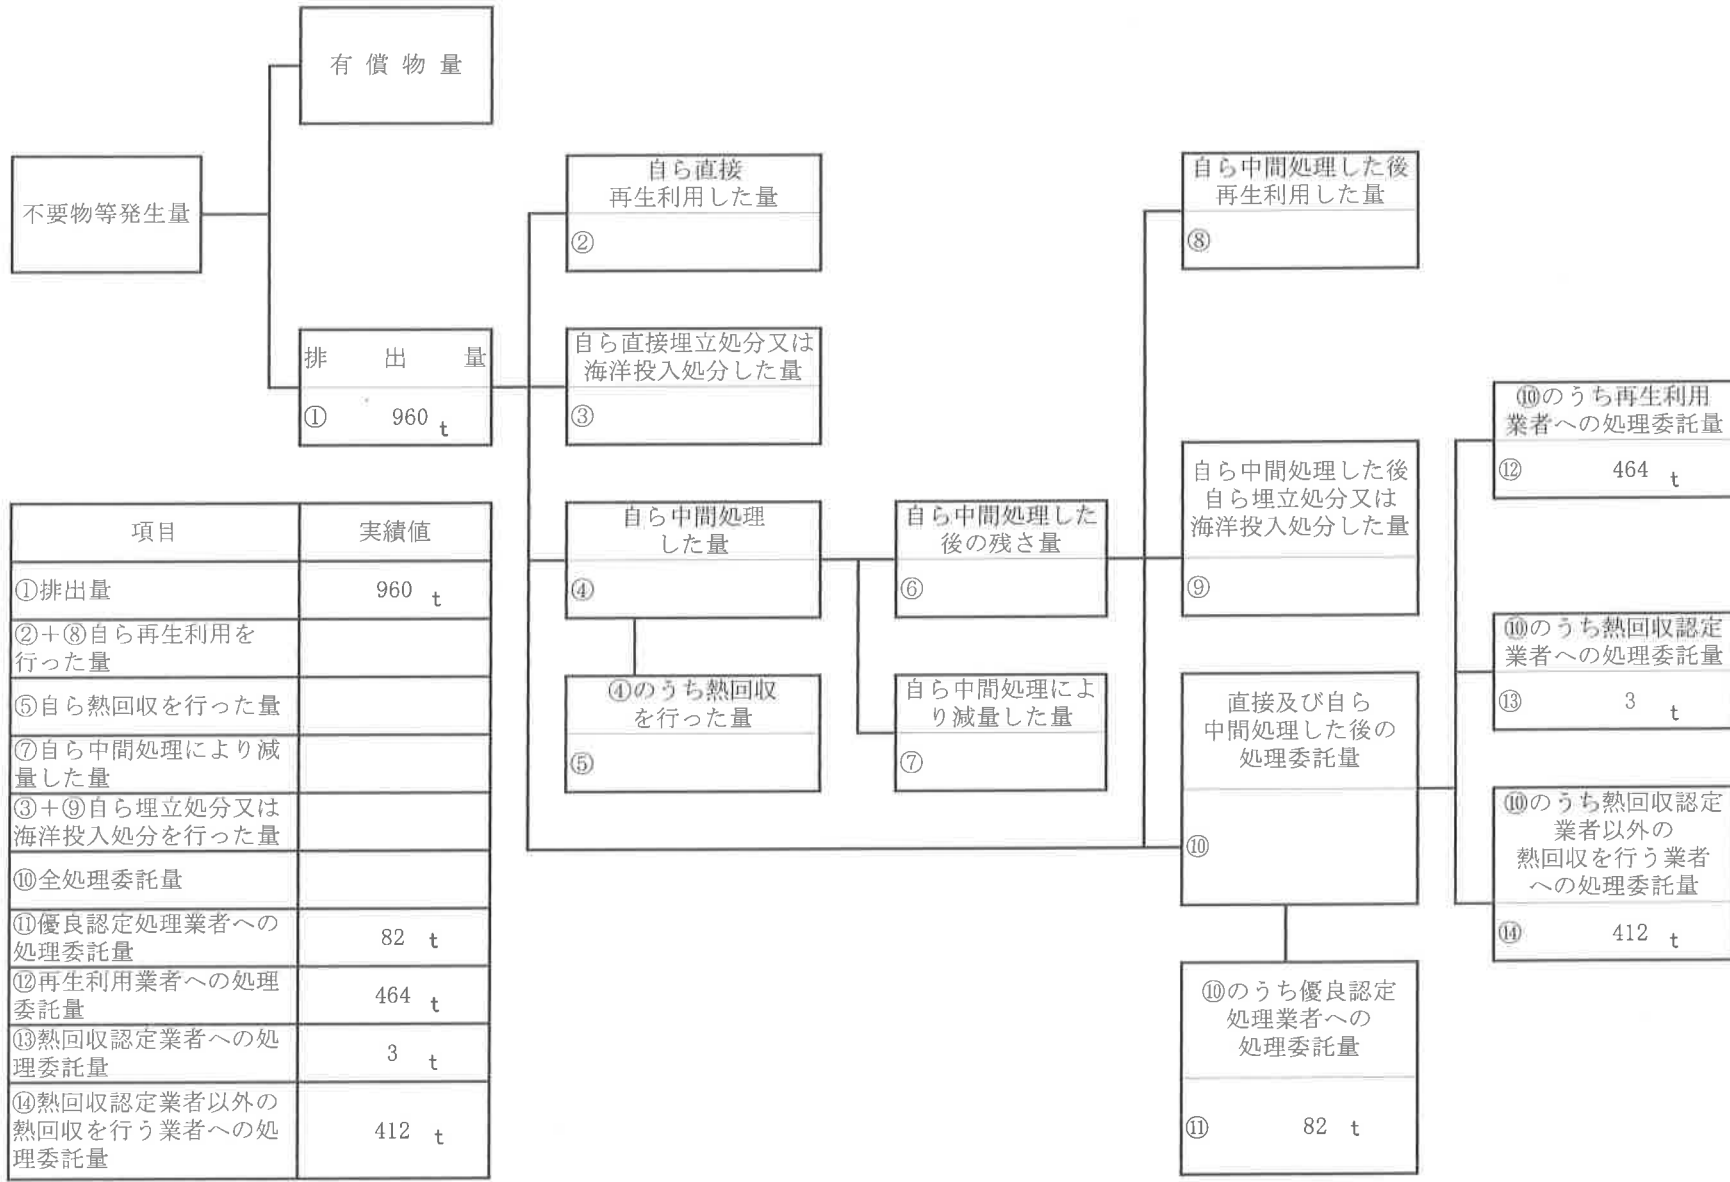 有 償 物 量
不要物等発生量
排 出 量
① 960 t
自ら直接
再生利用した量
②
自ら直接埋立処分又は
海洋投入処分した量
③
自ら中間処理
した量
④
④のうち熱回収
を行った量
⑤
自ら中間処理した
後の残さ量
⑥
自ら中間処理によ
り減量した量
⑦
自ら中間処理した後
再生利用した量
⑧
自ら中間処理した後
自ら埋立処分又は
海洋投入処分した量
⑨
直接及び自ら
中間処理した後の
処理委託量
⑩
⑩のうち優良認定
処理業者への
処理委託量
⑪ 82 t
⑩のうち再生利用
業者への処理委託量
⑫ 464 t
⑩のうち熱回収認定
業者への処理委託量
⑬ 3 t
⑩のうち熱回収認定
業者以外の
熱回収を行う業者
への処理委託量
⑭ 412 t
項目 実績値
①排出量 960 t
②+⑧自ら再生利用を
行った量
⑤自ら熱回収を行った量
⑦自ら中間処理により減
量した量
③+⑨自ら埋立処分又は
海洋投入処分を行った量
⑩全処理委託量
⑪優良認定処理業者への
処理委託量 82 t
⑫再生利用業者への処理
委託量 464 t
⑬熱回収認定業者への処
理委託量 3 t
⑭熱回収認定業者以外の
熱回収を行う業者への処
理委託量 412 t